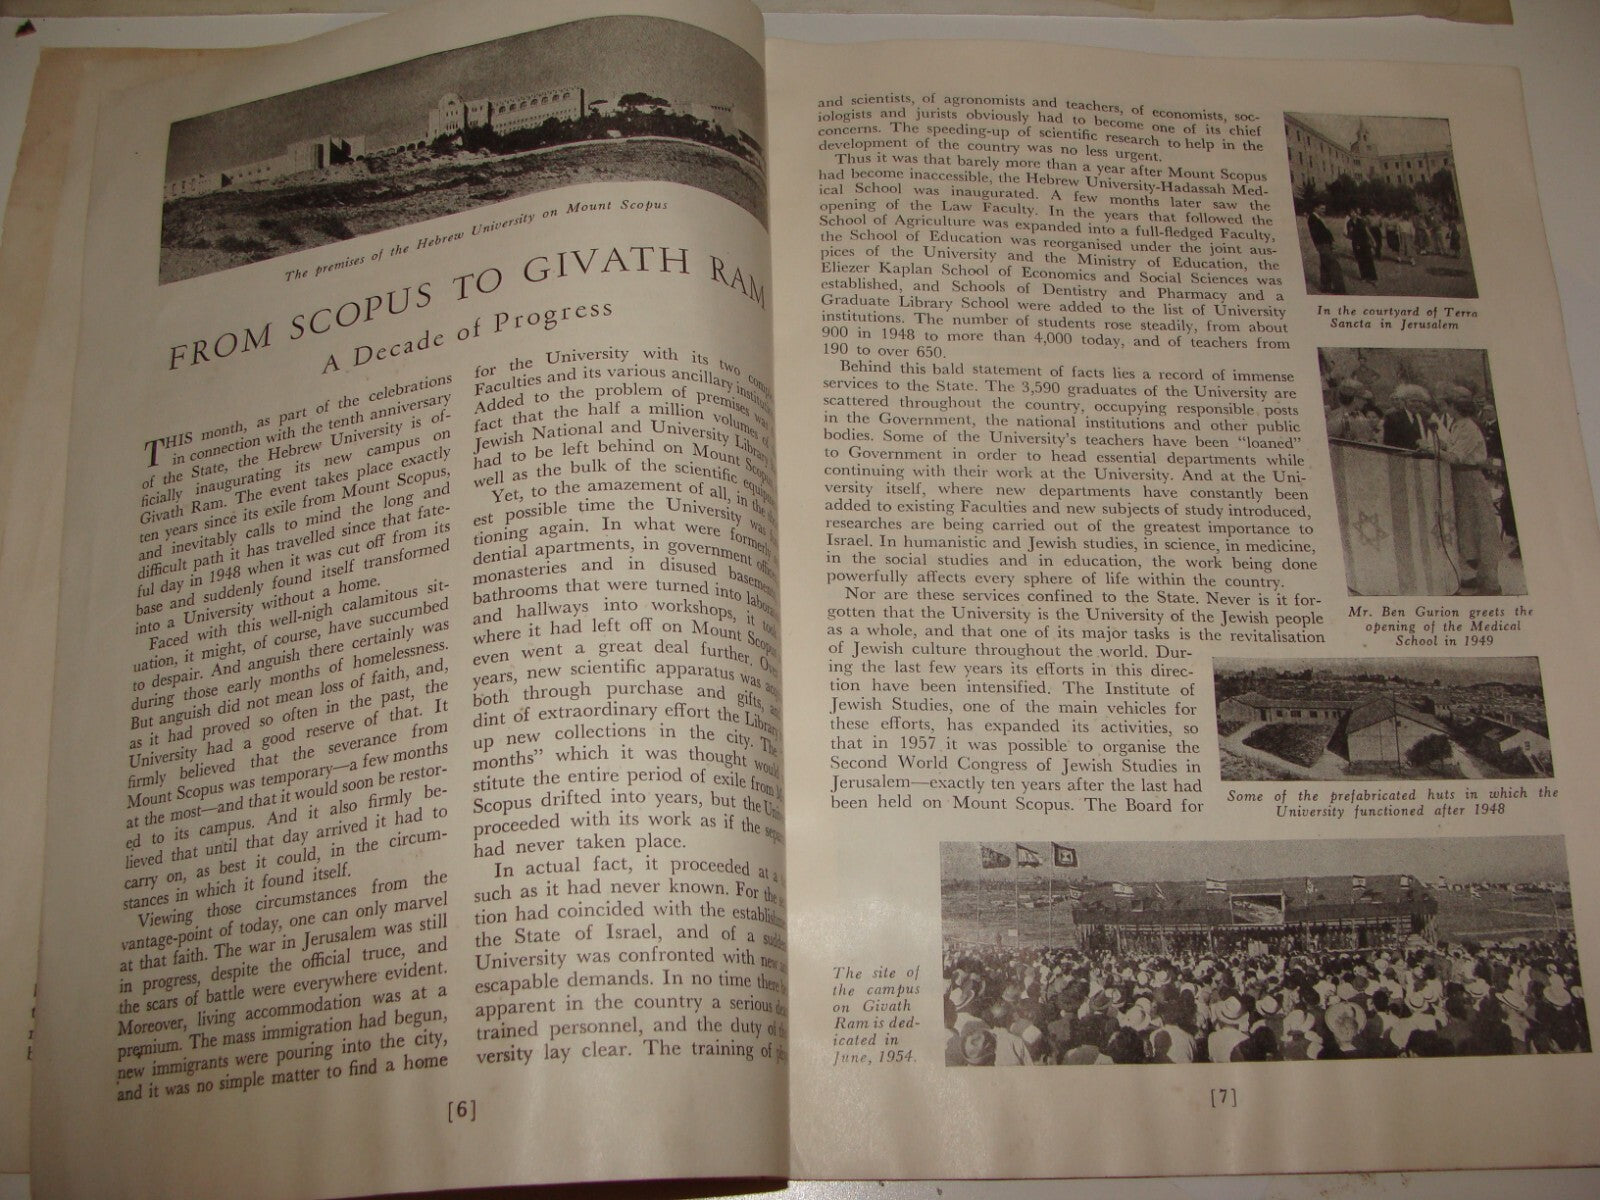 The premises of the Hebrew University on Mount Scopus
FROM SCOPUS TO GIVATH RAM
A Decade of Progress
THIS month, as part of the celebrations
in connection with the tenth anniversary
of the State, the Hebrew University is of-
ficially inaugurating its new campus on
Givath Ram. The event takes place exactly
ten years since its exile from Mount Scopus,
and inevitably calls to mind the long and
difficult path it has travelled since that fate-
ful day in 1948 when it was cut off from its
base and suddenly found itself transformed
into a University without a home.
Faced with this well-nigh calamitous sit-
uation, it might, of course, have succumbed
to despair. And anguish there certainly was
during those early months of homelessness.
But anguish did not mean loss of faith, and,
as it had proved so often in the past, the
University had a good reserve of that. It
firmly believed that the severance from
Mount Scopus was temporary—a few months
at the most—and that it would soon be restor-
ed to its campus. And it also firmly be-
lieved that until that day arrived it had to
carry on, as best it could, in the circum-
stances in which it found itself.
Viewing those circumstances from the
vantage-point of today, one can only marvel
at that faith. The war in Jerusalem was still
in progress, despite the official truce, and
the scars of battle were everywhere evident.
Moreover, living accommodation was at a
premium. The mass immigration had begun,
new immigrants were pouring into the city,
and it was no simple matter to find a home
for the University with its two
Faculties and its various ancillary
Added to the problem of premises was
fact that the half a million volumes of
Jewish National and University Library
had to be left behind on Mount Scopus,
well as the bulk of the scientific
Yet, to the amazement of all, in the
est possible time the University was
tioning again. In what were formerly
dential apartments, in government
monasteries and in disused
bathrooms that were turned into
and hallways into workshops, it
where it had left off on Mount Scopus
even went a great deal further. Over
years, new scientific apparatus was
both through purchase and gifts,
dint of extraordinary effort the Library
up new collections in the city. The
months" which it was thought would
stitute the entire period of exile from
Scopus drifted into years, but the
proceeded with its work as if the
had never taken place.
In actual fact, it proceeded at a
such as it had never known. For the
tion had coincided with the
the State of Israel, and of a
University was confronted with new
escapable demands. In no time there
apparent in the country a serious
trained personnel, and the duty of
versity lay clear. The training of
[6]
and scientists, of agronomists and teachers, of economists, soc-
iologists and jurists obviously had to become one of its chief
concerns. The speeding-up of scientific research to help in the
development of the country was no less urgent.
Thus it was that barely more than a year after Mount Scopus
had become inaccessible, the Hebrew University-Hadassah Med-
ical School was inaugurated. A few months later saw the
opening of the Law Faculty. In the years that followed the
School of Agriculture was expanded into a full-fledged Faculty,
the School of Education was reorganised under the joint aus-
pices of the University and the Ministry of Education, the
Eliezer Kaplan School of Economics and Social Sciences was
established, and Schools of Dentistry and Pharmacy and a
Graduate Library School were added to the list of University
institutions. The number of students rose steadily, from about
900 in 1948 to more than 4,000 today, and of teachers from
190 to over 650.
Behind this bald statement of facts lies a record of immense
services to the State. The 3,590 graduates of the University are
scattered throughout the country, occupying responsible posts
in the Government, the national institutions and other public
bodies. Some of the University's teachers have been "loaned"
to Government in order to head essential departments while
continuing with their work at the University. And at the Uni-
versity itself, where new departments have constantly been
added to existing Faculties and new subjects of study introduced,
researches are being carried out of the greatest importance to
Israel. In humanistic and Jewish studies, in science, in medicine,
in the social studies and in education, the work being done
powerfully affects every sphere of life within the country.
Nor are these services confined to the State. Never is it for-
gotten that the University is the University of the Jewish people
as a whole, and that one of its major tasks is the revitalisation
of Jewish culture throughout the world. Dur-
ing the last few years its efforts in this direc-
tion have been intensified. The Institute of
Jewish Studies, one of the main vehicles for
these efforts, has expanded its activities, so
that in 1957 it was possible to organise the
Second World Congress of Jewish Studies in
Jerusalem—exactly ten years after the last had
been held on Mount Scopus. The Board for
In the courtyard of Terra
Sancta in Jerusalem
Mr. Ben Gurion greets the
opening of the Medical
School in 1949
Some of the prefabricated huts in which the
University functioned after 1948
The site of
the campus
on Givath
Ram is ded-
icated in
June, 1954.
[7]